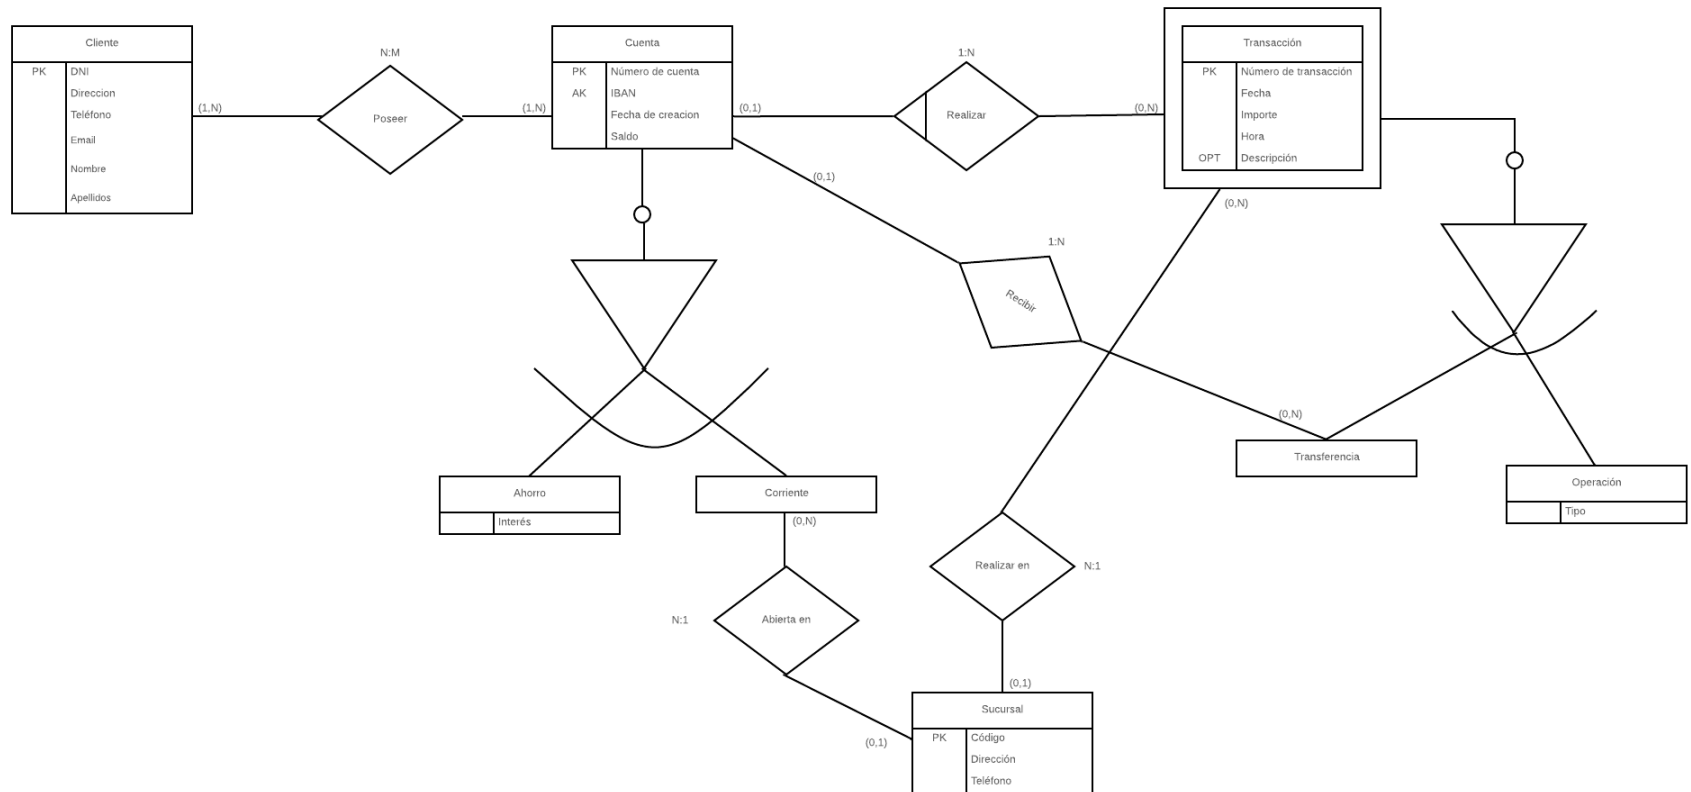 Cliente
PK DNI
Direccion
Teléfono
Email
Nombre
Apellidos
N:M
Poseer
(1,N)
(1,N)
Cuenta
PK Número de cuenta
AK IBAN
Fecha de creacion
Saldo
(0,1)
1:N
Realizar
(0,N)
Transacción
PK Número de transacción
Fecha
Importe
Hora
OPT Descripción
(0,1)
1:N
Recibir
(0,N)
(0,N)
Transferencia
Operación
Tipo
Ahorro
Interés
Corriente
(0,N)
N:1
Abierta en
(0,1)
Realizar en
N:1
(0,1)
Sucursal
PK Código
Dirección
Teléfono